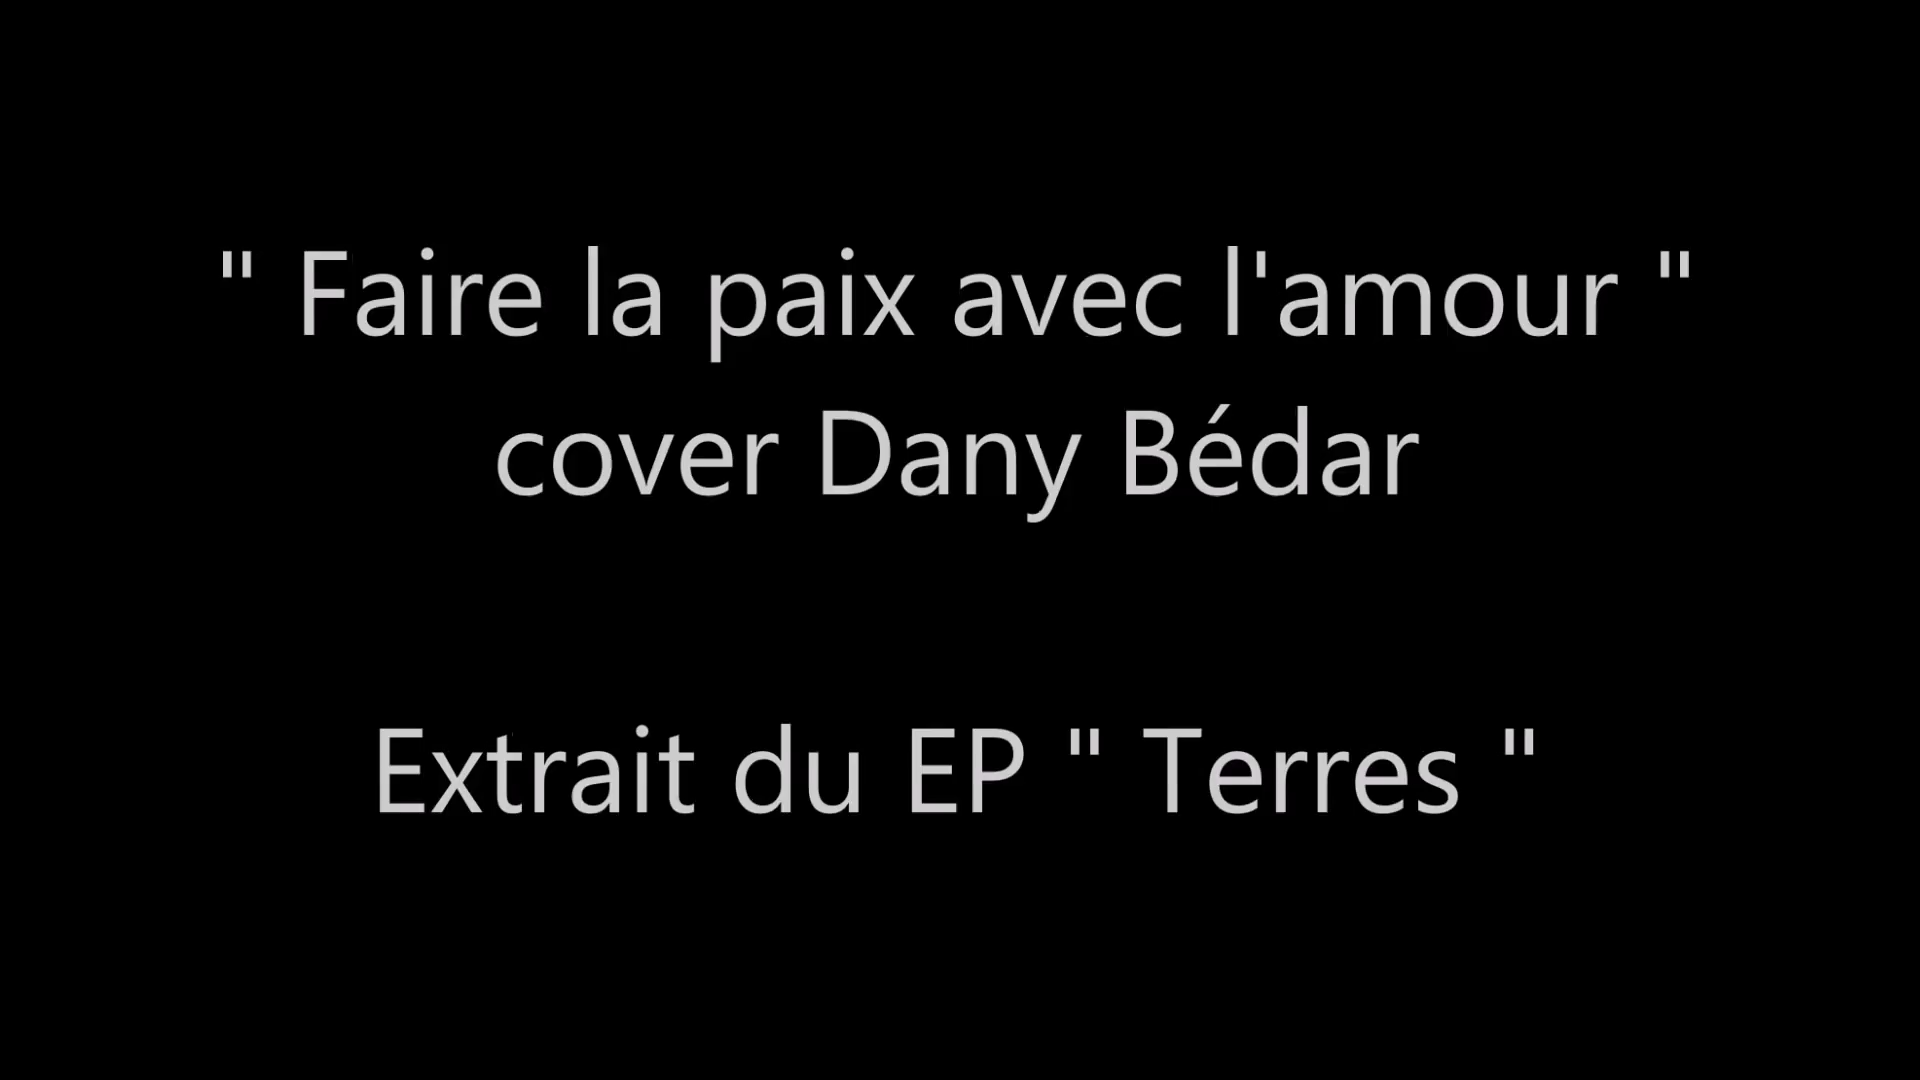 " Faire la paix avec l'amour "
cover Dany Bédar
Extrait du EP " Terres "